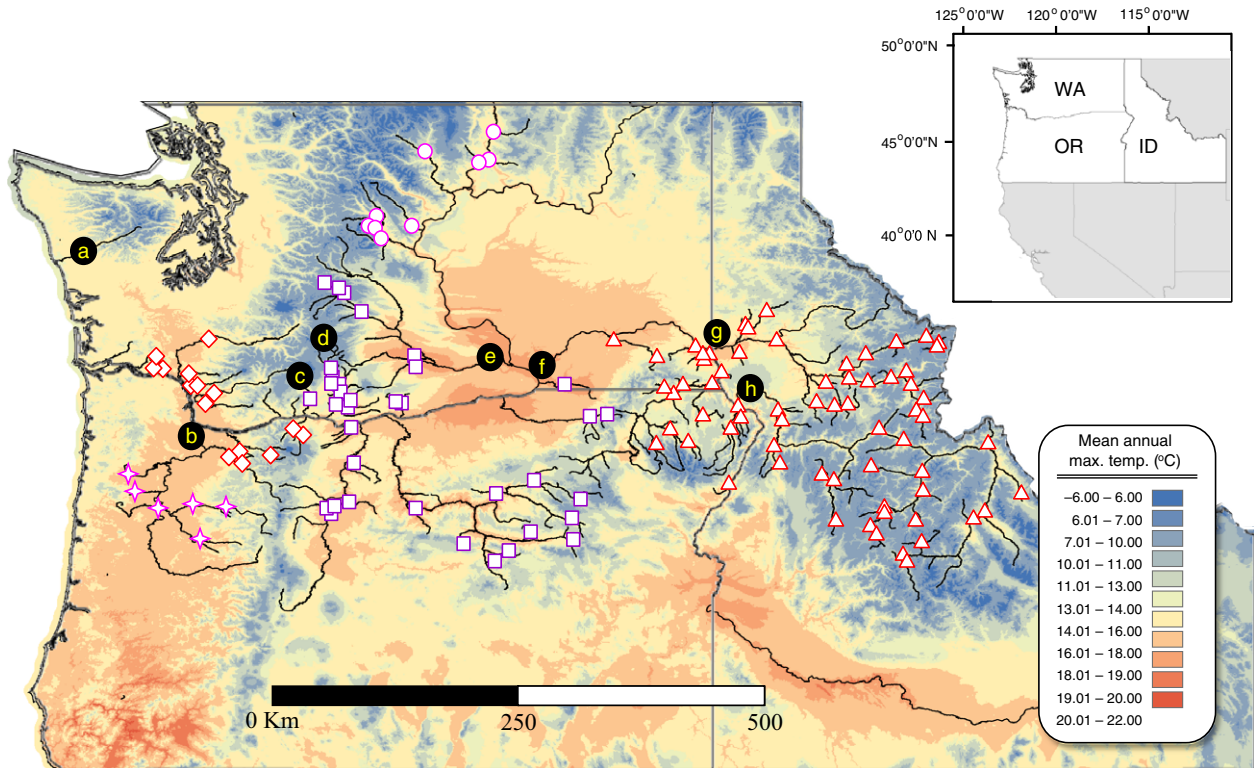 125°0'0"W 120°0'0"W 115°0'0"W
50°0'0"N
45°0'0"N
40°0'0 N
WA
OR ID
a
b
c
d
e
f
g
h
Mean annual
max. temp. (°C)
–6.00 – 6.00
6.01 – 7.00
7.01 – 10.00
10.01 – 11.00
11.01 – 13.00
13.01 – 14.00
14.01 – 16.00
16.01 – 18.00
18.01 – 19.00
19.01 – 20.00
20.01 – 22.00
0 Km 250 500